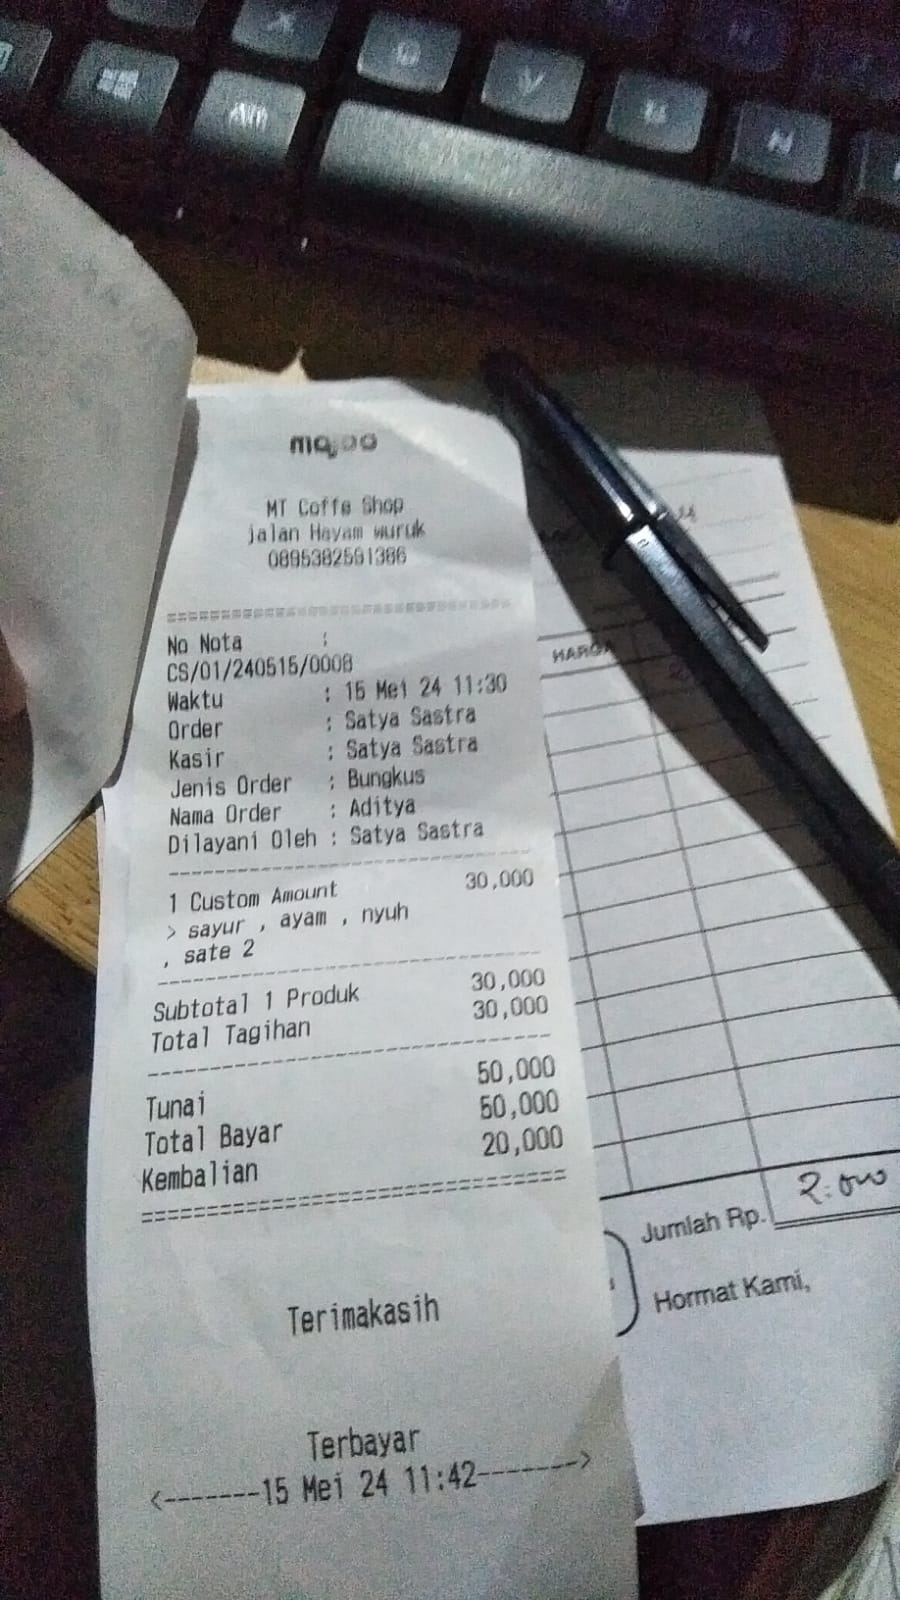 majoo
MT Coffe Shop
jalan Hayam wuruk
0895382591386
================================
No Nota :
CS/01/240515/0008
Waktu : 15 Mei 24 11:30
Order : Satya Sastra
Kasir : Satya Sastra
Jenis Order : Bungkus
Nama Order : Aditya
Dilayani Oleh : Satya Sastra
--------------------------------
1 Custom Amount 30,000
> sayur , ayam , nyuh
, sate 2
--------------------------------
Subtotal 1 Produk 30,000
Total Tagihan 30,000
--------------------------------
Tunai 50,000
Total Bayar 50,000
Kembalian 20,000
================================
Terimakasih
Terbayar
<-------15 Mei 24 11:42------->
HARGA
Jumlah Rp.
Hormat Kami,